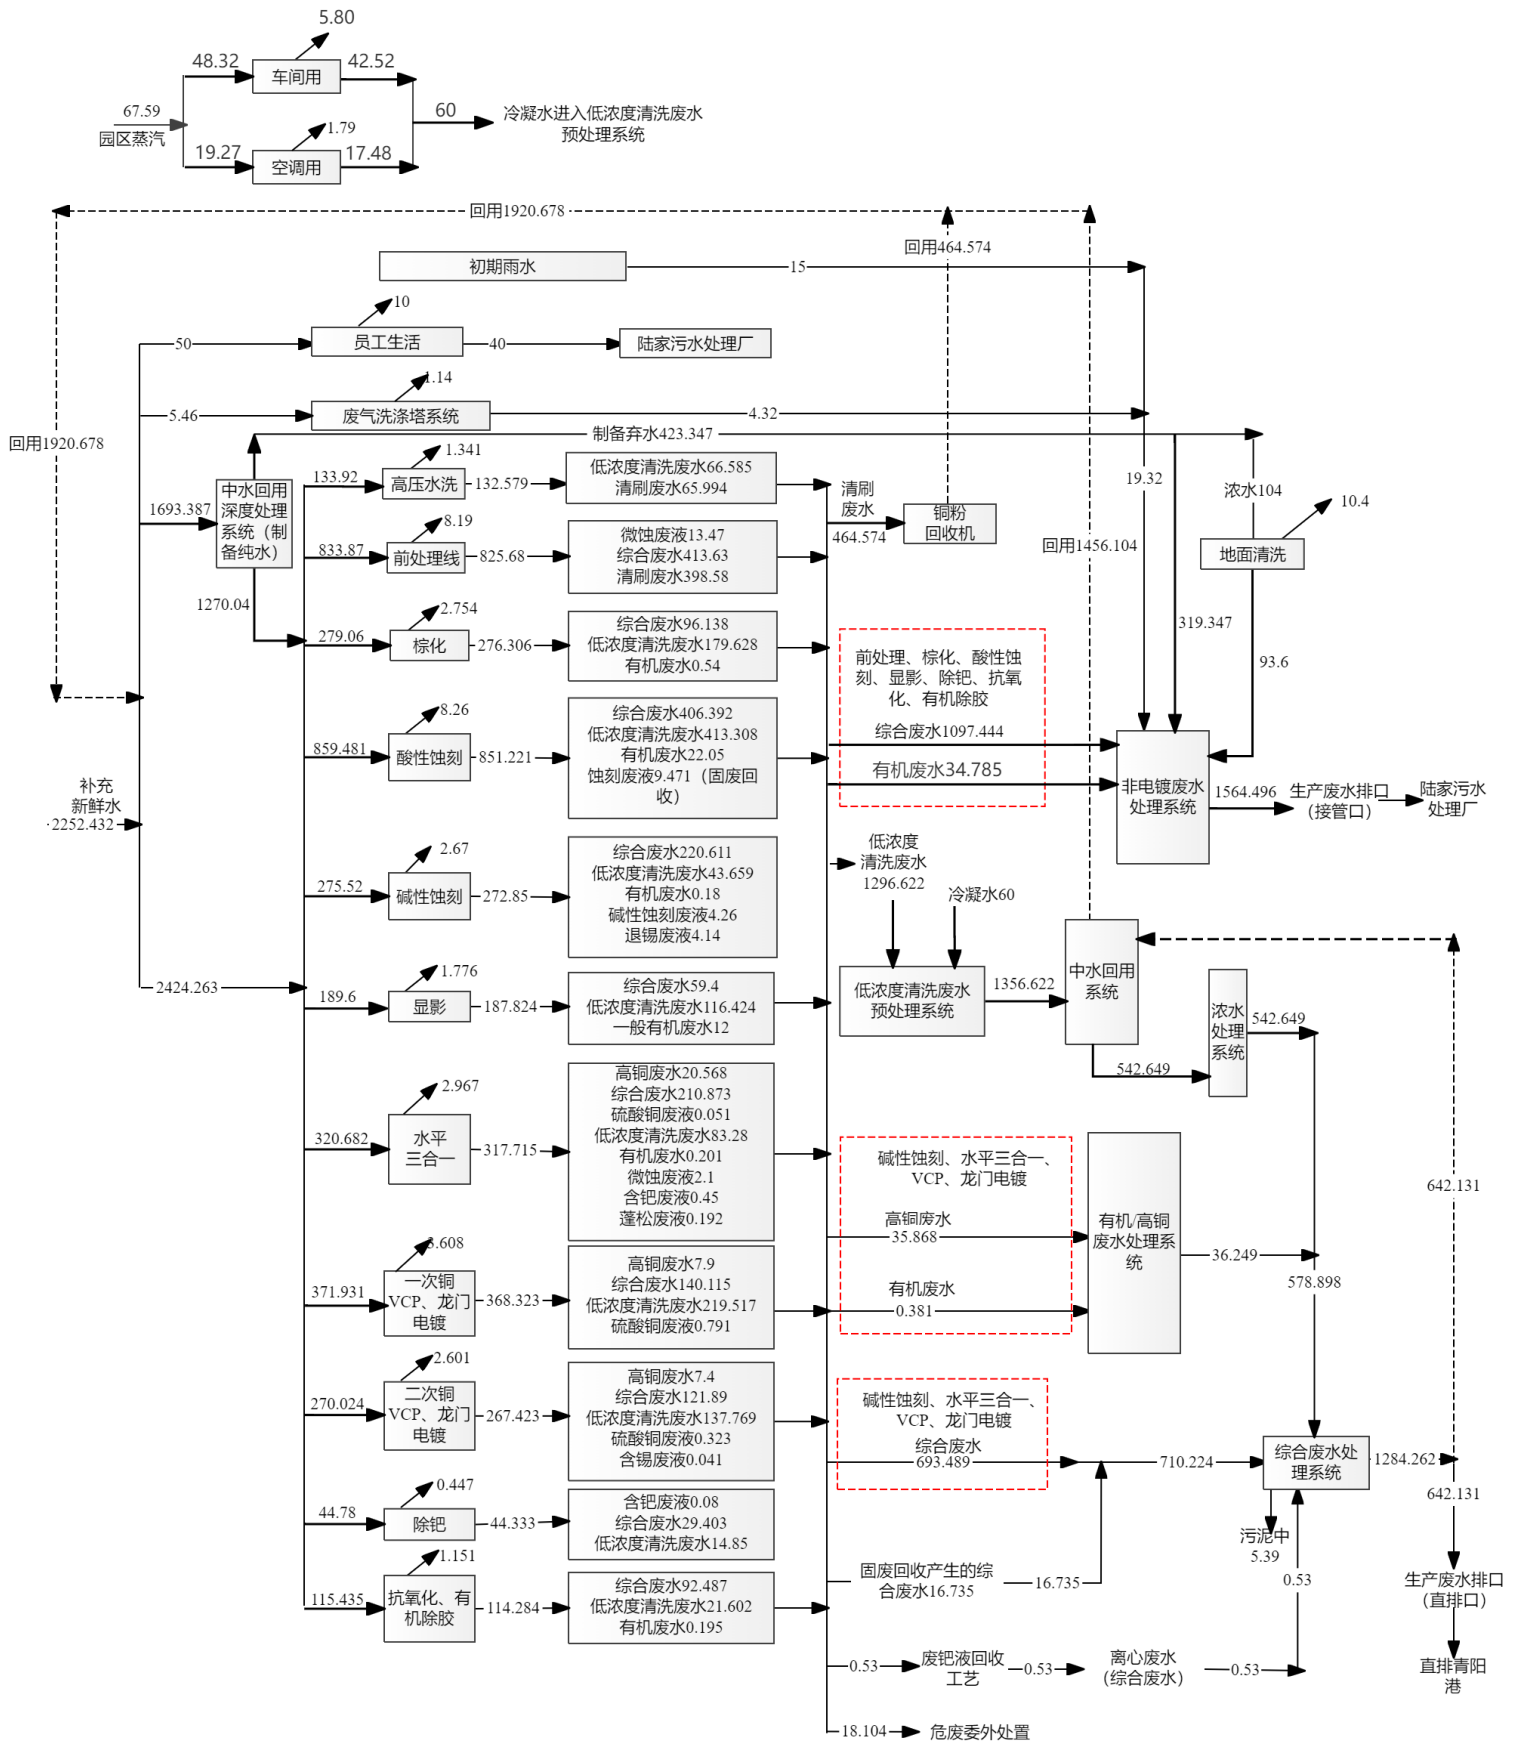 5.80
48.32
车间用
42.52
67.59
园区蒸汽
60
冷凝水进入低浓度清洗废水
预处理系统
1.79
19.27
空调用
17.48
回用1920.678
回用464.574
初期雨水
15
10
50
员工生活
40
陆家污水处理厂
1.14
5.46
废气洗涤塔系统
4.32
回用1920.678
制备弃水423.347
1693.387
中水回用
深度处理
系统（制
备纯水）
1270.04
133.92
1.341
高压水洗
132.579
低浓度清洗废水66.585
清刷废水65.994
清刷
废水
464.574
铜粉
回收机
19.32
浓水104
10.4
地面清洗
回用1456.104
319.347
93.6
833.87
8.19
前处理线
825.68
微蚀废液13.47
综合废水413.63
清刷废水398.58
279.06
2.754
棕化
276.306
综合废水96.138
低浓度清洗废水179.628
有机废水0.54
前处理、棕化、酸性蚀
刻、显影、除钯、抗氧
化、有机除胶
综合废水1097.444
有机废水34.785
非电镀废水
处理系统
1564.496
生产废水排口
（接管口）
陆家污水
处理厂
859.481
8.26
酸性蚀刻
851.221
综合废水406.392
低浓度清洗废水413.308
有机废水22.05
蚀刻废液9.471（固废回
收）
补充
新鲜水
2252.432
275.52
2.67
碱性蚀刻
272.85
综合废水220.611
低浓度清洗废水43.659
有机废水0.18
碱性蚀刻废液4.26
退锡废液4.14
低浓度
清洗废水
1296.622
冷凝水60
低浓度清洗废水
预处理系统
1356.622
中水回用
系统
542.649
浓水
处理
系统
542.649
2424.263
189.6
1.776
显影
187.824
综合废水59.4
低浓度清洗废水116.424
一般有机废水12
320.682
2.967
水平
三合一
317.715
高铜废水20.568
综合废水210.873
硫酸铜废液0.051
低浓度清洗废水83.28
有机废水0.201
微蚀废液2.1
含钯废液0.45
蓬松废液0.192
碱性蚀刻、水平三合一、
VCP、龙门电镀
高铜废水
35.868
有机废水
0.381
有机/高铜
废水处理系
统
36.249
578.898
642.131
371.931
3.608
一次铜
VCP、龙门
电镀
368.323
高铜废水7.9
综合废水140.115
低浓度清洗废水219.517
硫酸铜废液0.791
270.024
2.601
二次铜
VCP、龙门
电镀
267.423
高铜废水7.4
综合废水121.89
低浓度清洗废水137.769
硫酸铜废液0.323
含锡废液0.041
碱性蚀刻、水平三合一、
VCP、龙门电镀
综合废水
693.489
710.224
综合废水处
理系统
1284.262
642.131
污泥中
5.39
0.53
44.78
0.447
除钯
44.333
含钯废液0.08
综合废水29.403
低浓度清洗废水14.85
115.435
1.151
抗氧化、有
机除胶
114.284
综合废水92.487
低浓度清洗废水21.602
有机废水0.195
固废回收产生的综
合废水16.735
16.735
生产废水排口
（直排口）
直排青阳
港
0.53
废钯液回收
工艺
0.53
离心废水
（综合废水）
0.53
18.104
危废委外处置